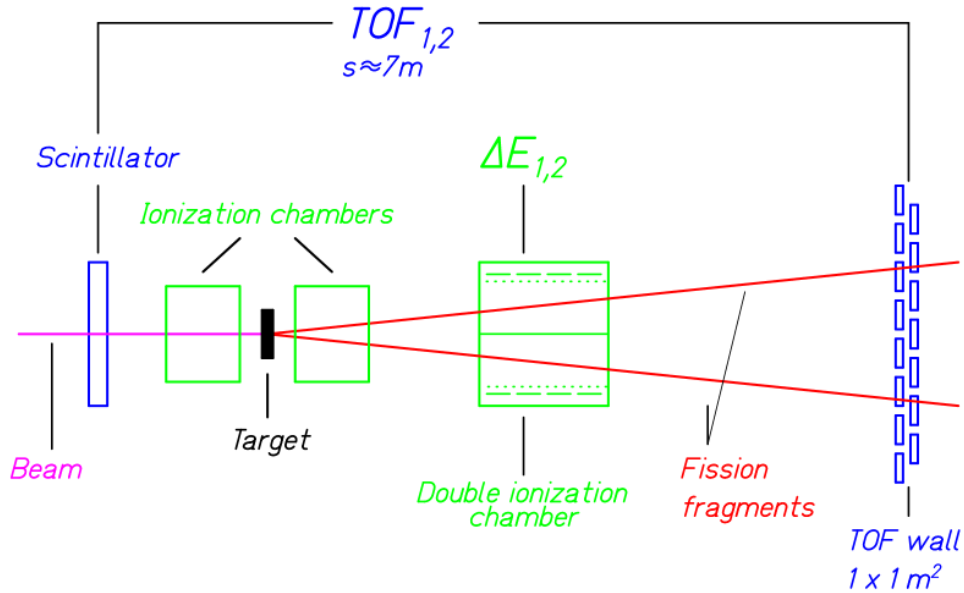 TOF1,2
s≈7m
Scintillator
ΔE1,2
Ionization chambers
Target
Beam
Double ionization
chamber
Fission
fragments
TOF wall
1 x 1 m²